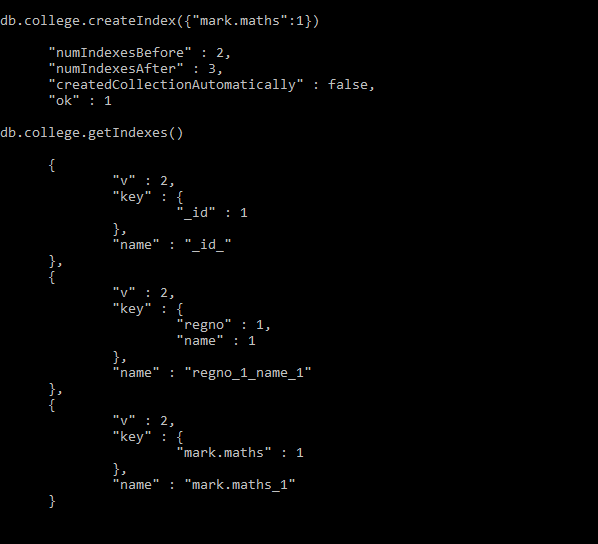 db.college.createIndex({"mark.maths":1})
"numIndexesBefore" : 2,
"numIndexesAfter" : 3,
"createdCollectionAutomatically" : false,
"ok" : 1
db.college.getIndexes()
{
"v" : 2,
"key" : {
"_id" : 1
},
"name" : "_id_"
},
{
"v" : 2,
"key" : {
"regno" : 1,
"name" : 1
},
"name" : "regno_1_name_1"
},
{
"v" : 2,
"key" : {
"mark.maths" : 1
},
"name" : "mark.maths_1"
}